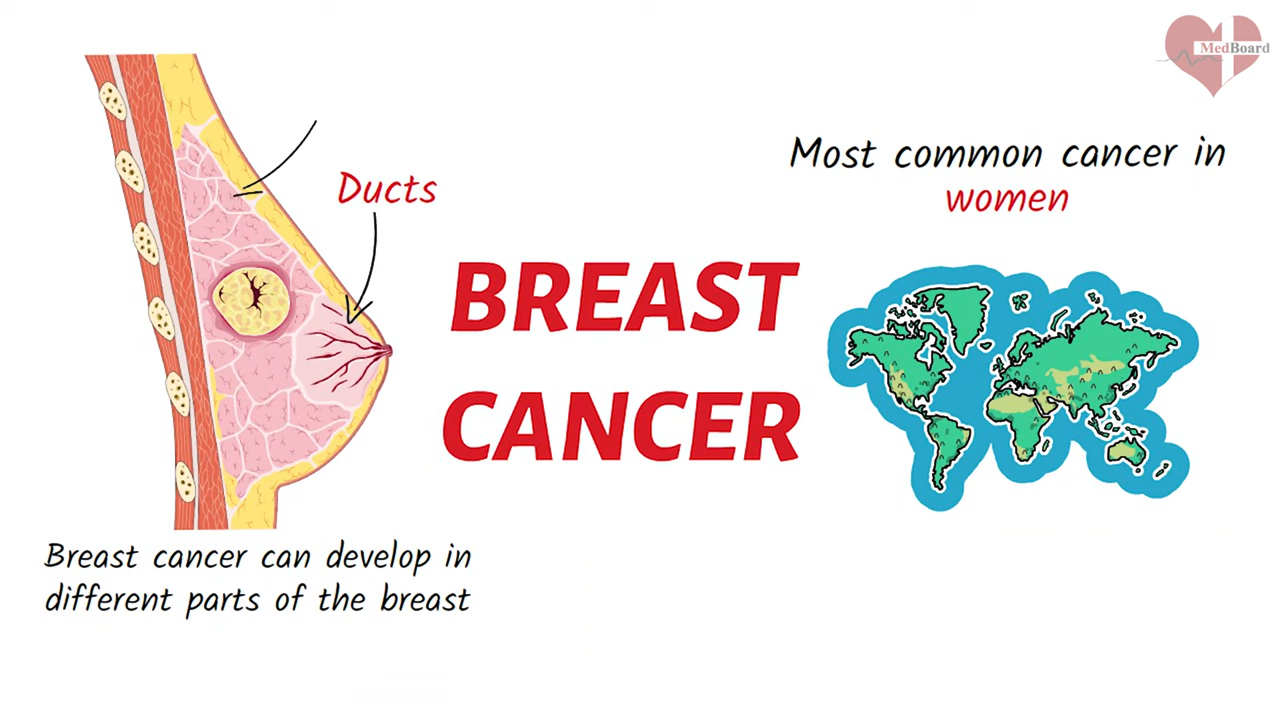 MedBoard
Most common cancer in
women
Ducts
BREAST
CANCER
Breast cancer can develop in
different parts of the breast